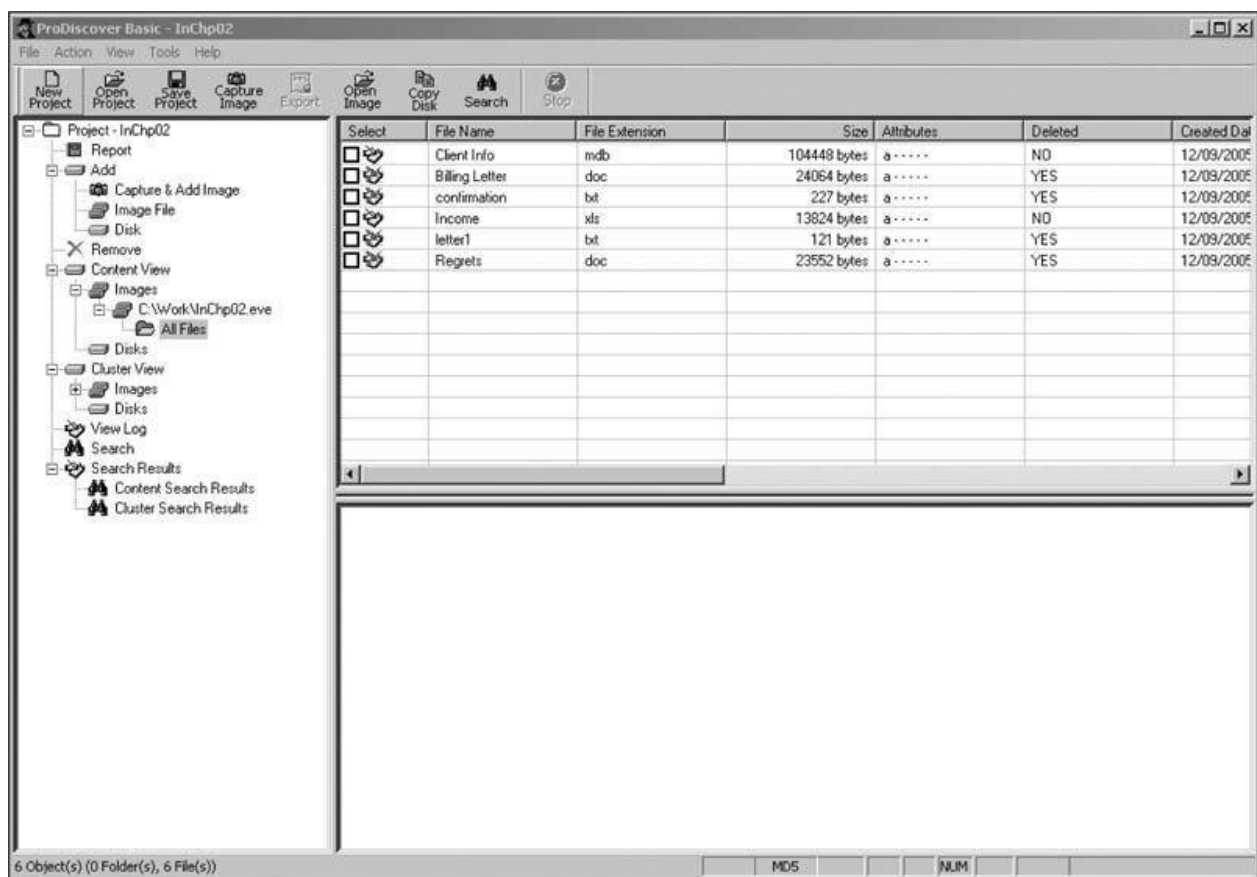 ProDiscover Basic - InChp02
File Action View Tools Help
New Project Open Project Save Project Capture Image Export Open Image Copy Disk Search Stop
Project - InChp02
Report
Add
Capture & Add Image
Image File
Disk
Remove
Content View
Images
C:\Work\InChp02.eve
All Files
Disks
Cluster View
Images
Disks
View Log
Search
Search Results
Content Search Results
Cluster Search Results
Select File Name File Extension Size Attributes Deleted Created Dat
Client Info mdb 104448 bytes a - - - - - NO 12/09/2005
Billing Letter doc 24064 bytes a - - - - - YES 12/09/2005
confirmation txt 227 bytes a - - - - - YES 12/09/2005
Income xls 13824 bytes a - - - - - NO 12/09/2005
letter1 txt 121 bytes a - - - - - YES 12/09/2005
Regrets doc 23552 bytes a - - - - - YES 12/09/2005
6 Object(s) (0 Folder(s), 6 File(s))
MD5 NUM